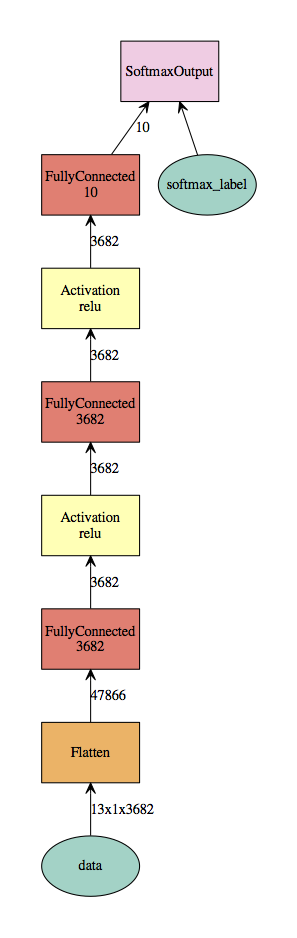 SoftmaxOutput
10
FullyConnected
10
softmax_label
3682
Activation
relu
3682
FullyConnected
3682
3682
Activation
relu
3682
FullyConnected
3682
47866
Flatten
13x1x3682
data